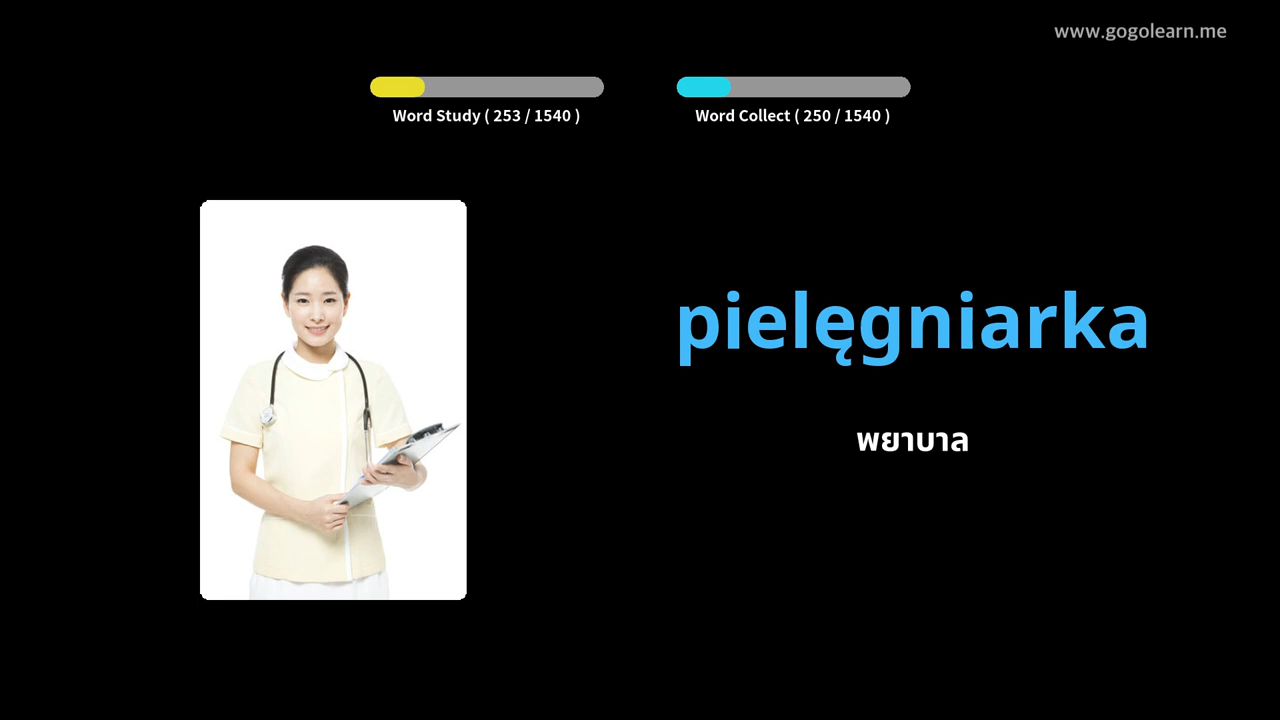 www.gogolearn.me
Word Study ( 253 / 1540 )
Word Collect ( 250 / 1540 )
pielęgniarka
พยาบาล